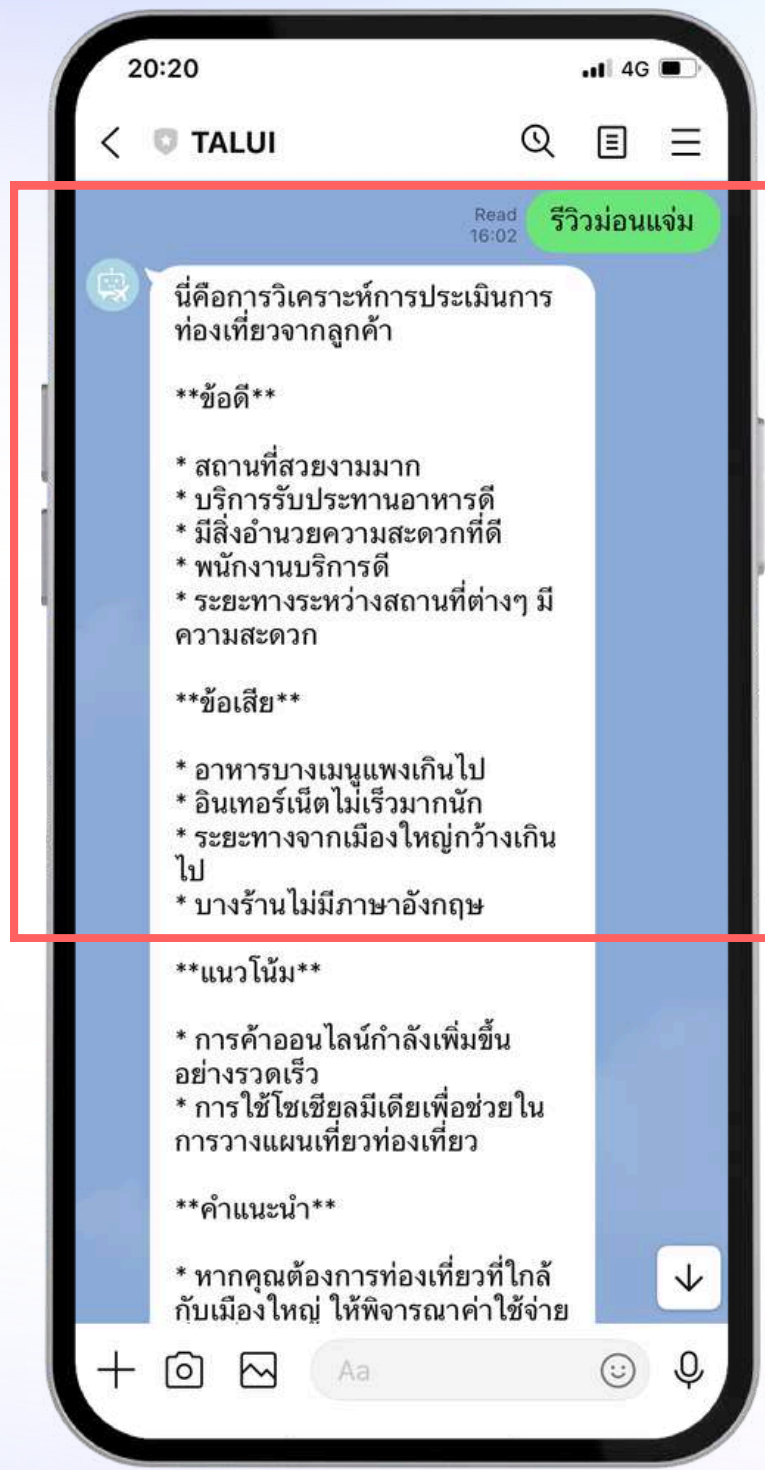 20:20
4G
TALUI
Read
16:02
รีวิวม่อนแจ่ม
นี่คือการวิเคราะห์การประเมินการ
ท่องเที่ยวจากลูกค้า
**ข้อดี**
* สถานที่สวยงามมาก
* บริการรับประทานอาหารดี
* มีสิ่งอำนวยความสะดวกที่ดี
* พนักงานบริการดี
* ระยะทางระหว่างสถานที่ต่างๆ มี
ความสะดวก
**ข้อเสีย**
* อาหารบางเมนูแพงเกินไป
* อินเทอร์เน็ตไม่เร็วมากนัก
* ระยะทางจากเมืองใหญ่กว้างเกิน
ไป
* บางร้านไม่มีภาษาอังกฤษ
**แนวโน้ม**
* การค้าออนไลน์กำลังเพิ่มขึ้น
อย่างรวดเร็ว
* การใช้โซเชียลมีเดียเพื่อช่วยใน
การวางแผนเที่ยวท่องเที่ยว
**คำแนะนำ**
* หากคุณต้องการท่องเที่ยวที่ใกล้
กับเมืองใหญ่ ให้พิจารณาค่าใช้จ่าย
Aa